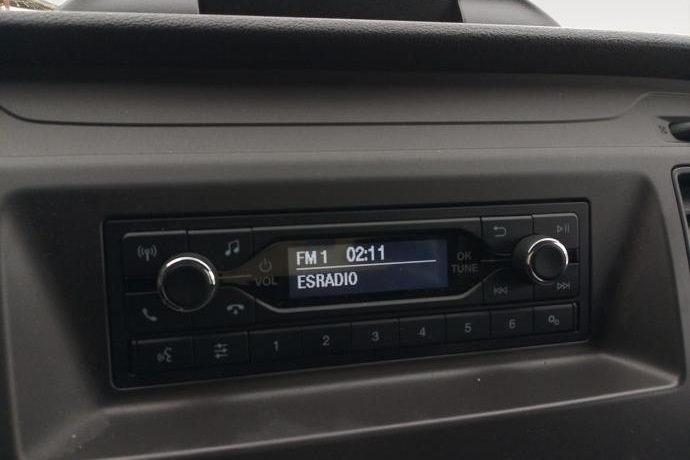 FM 1 02:11
ESRADIO
VOL
OK
TUNE
1 2 3 4 5 6